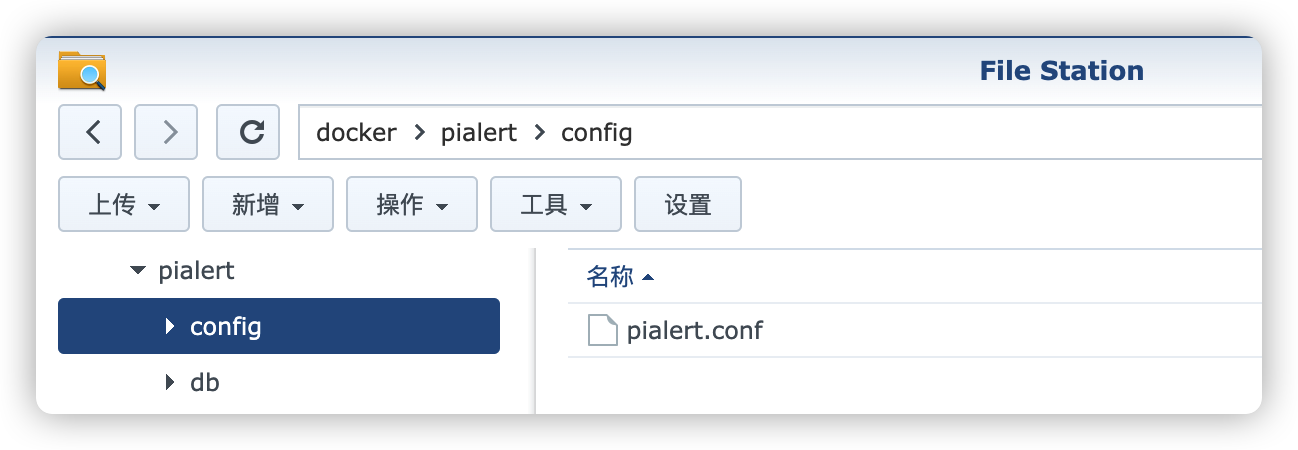 File Station
docker > pialert > config
上传 新增 操作 工具 设置
pialert
config
db
名称
pialert.conf